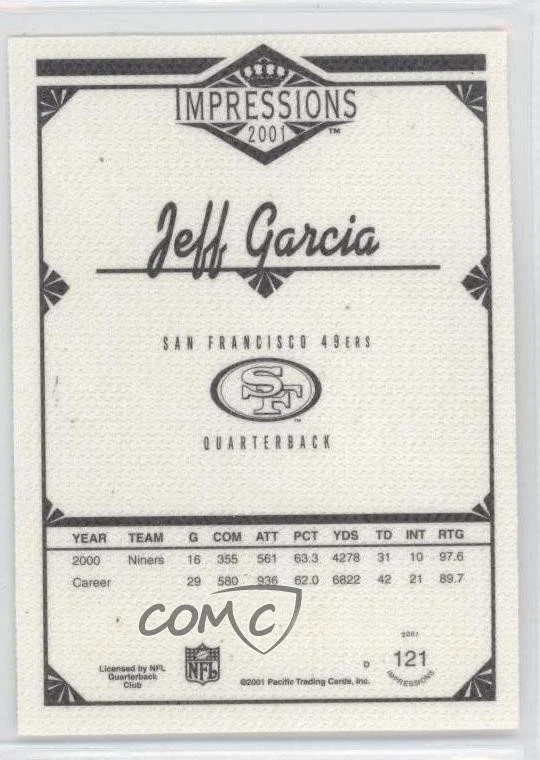 IMPRESSIONS
2001 ™
Jeff Garcia
SAN FRANCISCO 49ERS
SF ™
QUARTERBACK
YEAR TEAM G COM ATT PCT YDS TD INT RTG
2000 Niners 16 355 561 63.3 4278 31 10 97.6
Career 29 580 936 62.0 6822 42 21 89.7
COMC
Licensed by NFL
Quarterback
Club
NFL
©2001 Pacific Trading Cards, Inc.
D
2001
121
IMPRESSIONS